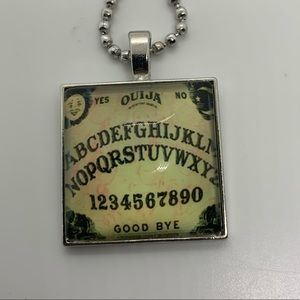 YES OUIJA NO
ABCDEFGHIJKLM
NOPQRSTUVWXYZ
1234567890
GOOD BYE